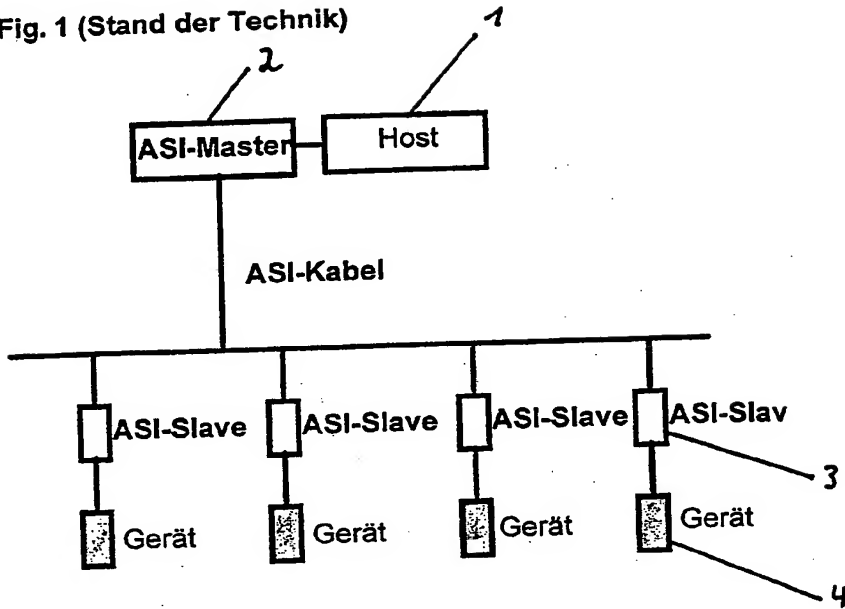 Fig. 1 (Stand der Technik)
2
1
ASI-Master
Host
ASI-Kabel
ASI-Slave
ASI-Slave
ASI-Slave
ASI-Slav
3
Gerät
Gerät
Gerät
Gerät
4